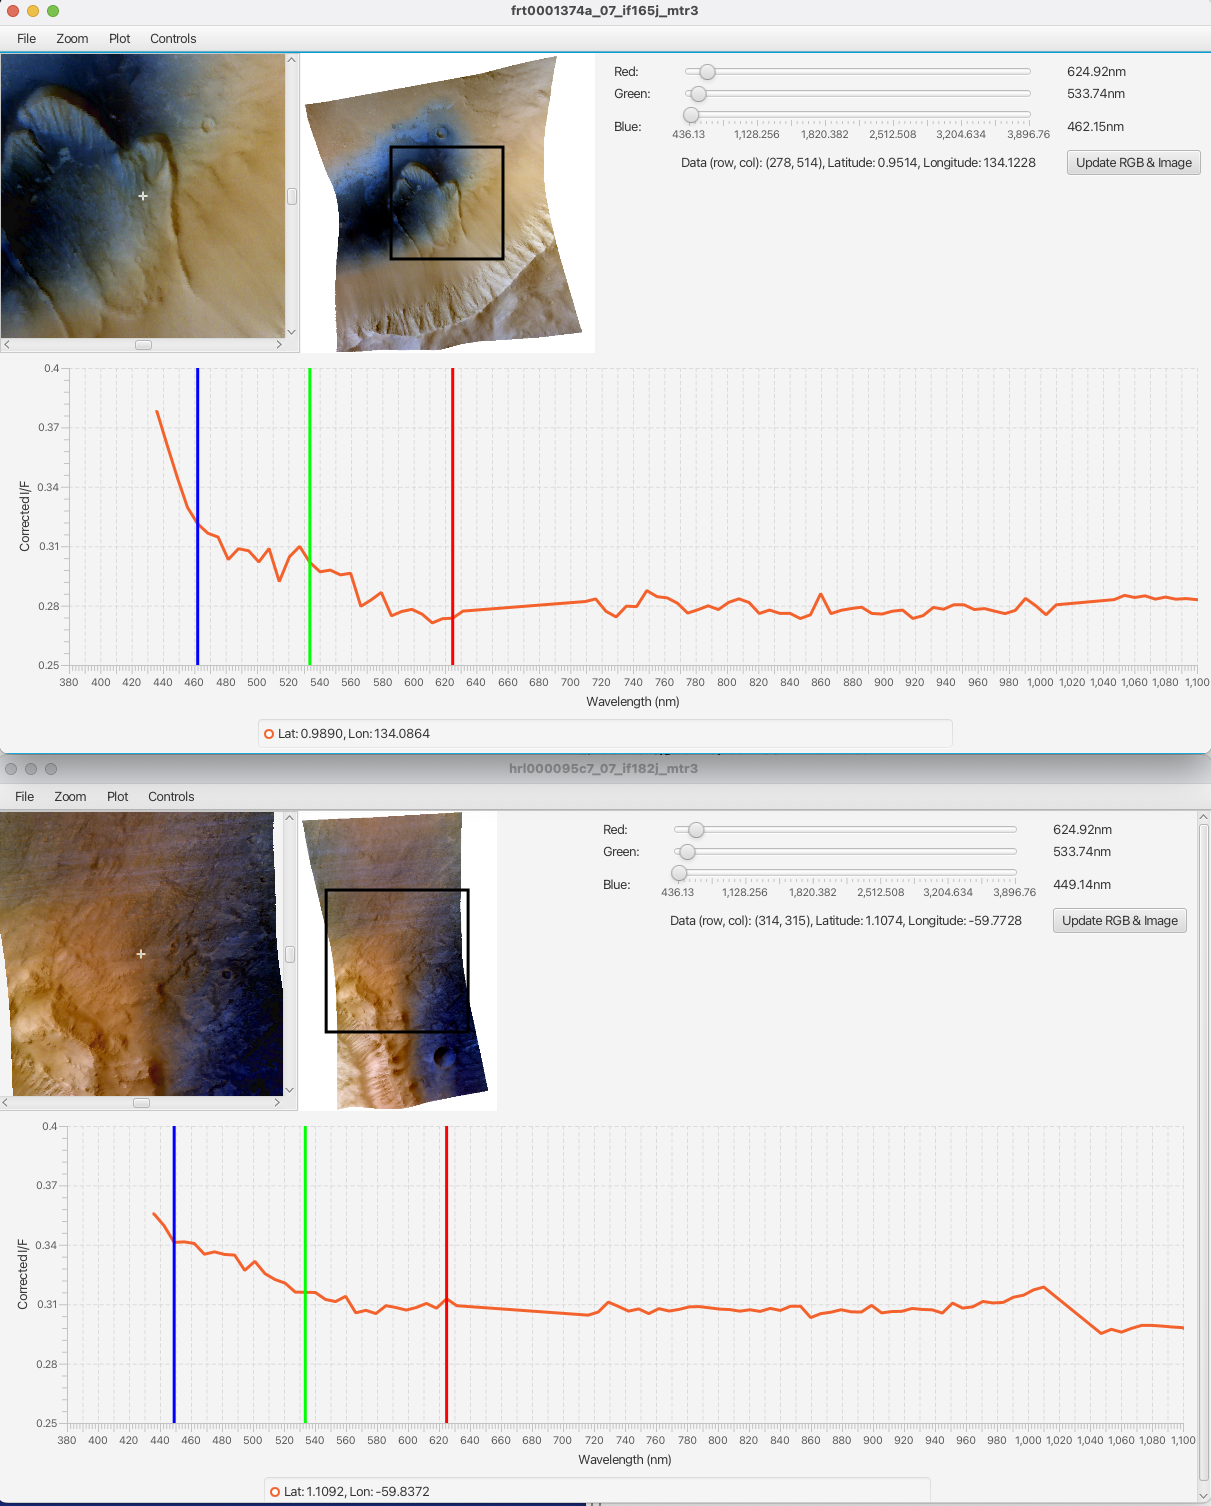 frt0001374a_07_if165j_mtr3
File Zoom Plot Controls
Red: 624.92nm
Green: 533.74nm
Blue: 462.15nm
436.13 1,128.256 1,820.382 2,512.508 3,204.634 3,896.76
Data (row, col): (278, 514), Latitude: 0.9514, Longitude: 134.1228
Update RGB & Image
0.4
0.37
0.34
0.31
0.28
0.25
Corrected I/F
380 400 420 440 460 480 500 520 540 560 580 600 620 640 660 680 700 720 740 760 780 800 820 840 860 880 900 920 940 960 980 1,000 1,020 1,040 1,060 1,080 1,100
Wavelength (nm)
Lat: 0.9890, Lon: 134.0864
hrl000095c7_07_if182j_mtr3
File Zoom Plot Controls
Red: 624.92nm
Green: 533.74nm
Blue: 449.14nm
436.13 1,128.256 1,820.382 2,512.508 3,204.634 3,896.76
Data (row, col): (314, 315), Latitude: 1.1074, Longitude: -59.7728
Update RGB & Image
0.4
0.37
0.34
0.31
0.28
0.25
Corrected I/F
380 400 420 440 460 480 500 520 540 560 580 600 620 640 660 680 700 720 740 760 780 800 820 840 860 880 900 920 940 960 980 1,000 1,020 1,040 1,060 1,080 1,100
Wavelength (nm)
Lat: 1.1092, Lon: -59.8372